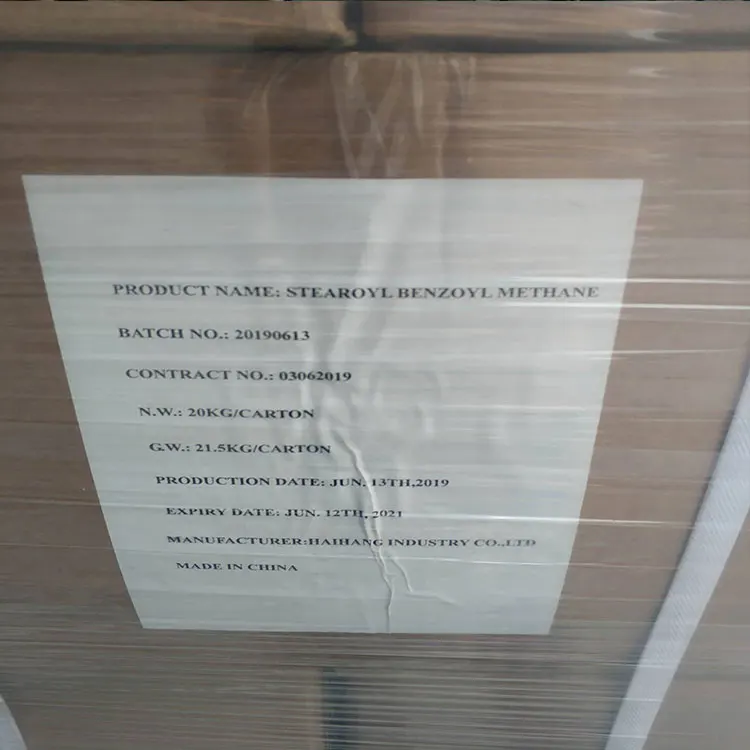 PRODUCT NAME: STEAROYL BENZOYL METHANE
BATCH NO.: 20190613
CONTRACT NO.: 03062019
N.W.: 20KG/CARTON
G.W.: 21.5KG/CARTON
PRODUCTION DATE: JUN. 13TH,2019
EXPIRY DATE: JUN. 12TH, 2021
MANUFACTURER:HAIHANG INDUSTRY CO.,LTD
MADE IN CHINA